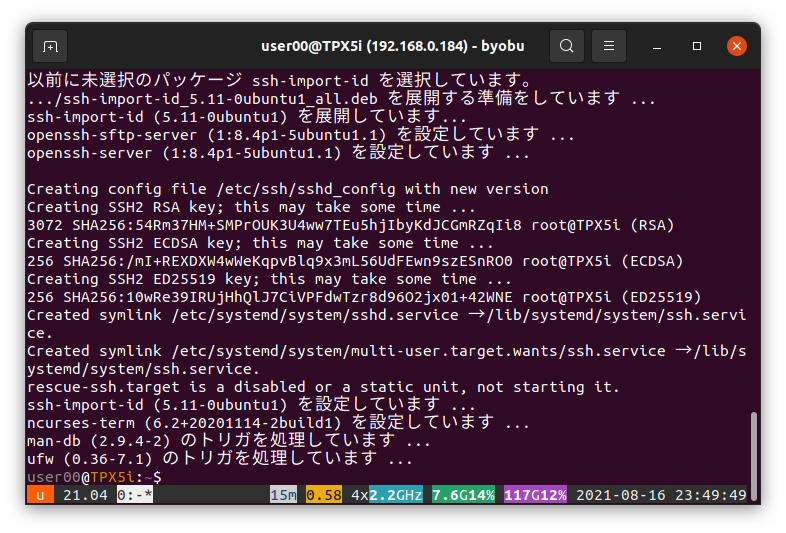 user00@TPX5i (192.168.0.184) - byobu
以前に未選択のパッケージ ssh-import-id を選択しています。
.../ssh-import-id_5.11-0ubuntu1_all.deb を展開する準備をしています ...
ssh-import-id (5.11-0ubuntu1) を展開しています...
openssh-sftp-server (1:8.4p1-5ubuntu1.1) を設定しています ...
openssh-server (1:8.4p1-5ubuntu1.1) を設定しています ...
Creating config file /etc/ssh/sshd_config with new version
Creating SSH2 RSA key; this may take some time ...
3072 SHA256:54Rm37HM+SMPrOUK3U4ww7TEu5hjIbyKdJCGmRZqIi8 root@TPX5i (RSA)
Creating SSH2 ECDSA key; this may take some time ...
256 SHA256:/mI+REXDXW4wWeKqpvBlq9x3mL56UdFEwn9szESnRO0 root@TPX5i (ECDSA)
Creating SSH2 ED25519 key; this may take some time ...
256 SHA256:10wRe39IRUjHhQlJ7CiVPFdwTzr8d96O2jx01+42WNE root@TPX5i (ED25519)
Created symlink /etc/systemd/system/sshd.service →/lib/systemd/system/ssh.servi
ce.
Created symlink /etc/systemd/system/multi-user.target.wants/ssh.service →/lib/s
ystemd/system/ssh.service.
rescue-ssh.target is a disabled or a static unit, not starting it.
ssh-import-id (5.11-0ubuntu1) を設定しています ...
ncurses-term (6.2+20201114-2build1) を設定しています ...
man-db (2.9.4-2) のトリガを処理しています ...
ufw (0.36-7.1) のトリガを処理しています ...
user00@TPX5i:~$
u 21.04 0:-* 15m 0.58 4x2.2GHz 7.6G14% 117G12% 2021-08-16 23:49:49